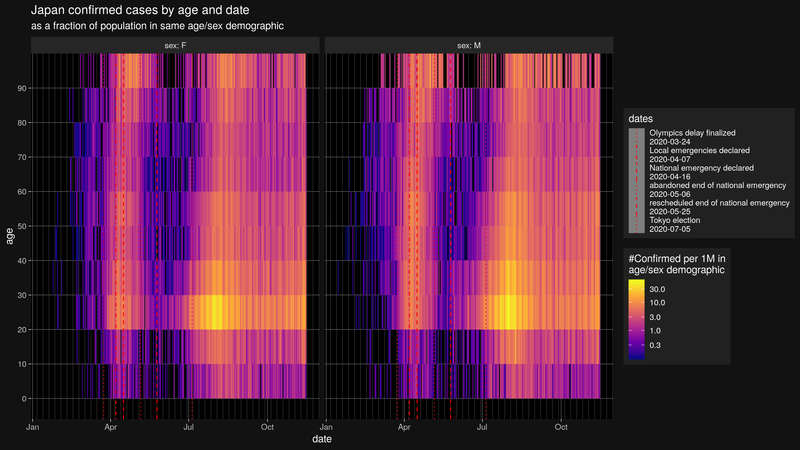 Japan confirmed cases by age and date
as a fraction of population in same age/sex demographic
sex: F
sex: M
90
80
70
60
50
40
30
20
10
0
age
Jan
Apr
Jul
Oct
Jan
Apr
Jul
Oct
date
dates
Olympics delay finalized
2020-03-24
Local emergencies declared
2020-04-07
National emergency declared
2020-04-16
abandoned end of national emergency
2020-05-06
rescheduled end of national emergency
2020-05-25
Tokyo election
2020-07-05
#Confirmed per 1M in
age/sex demographic
30.0
10.0
3.0
1.0
0.3